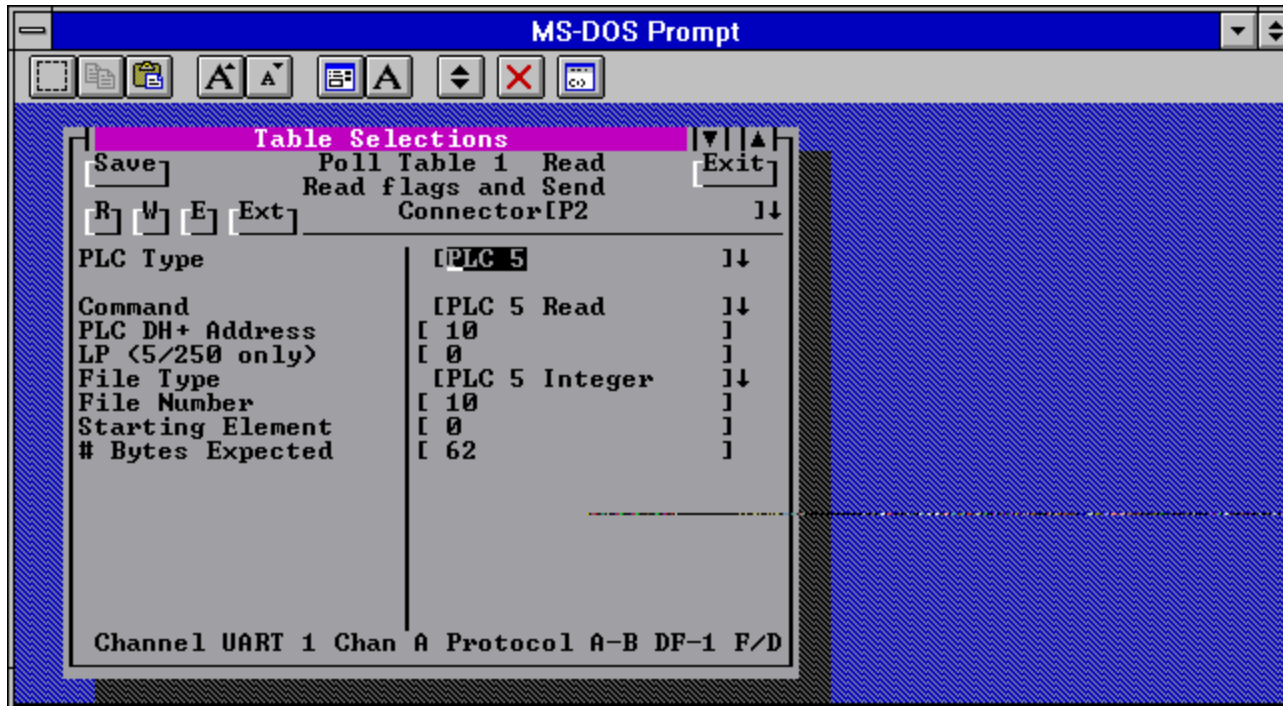 MS-DOS Prompt
Table Selections
Save Poll Table 1 Read Exit
Read flags and Send
R W E Ext Connector[P2 ]↓
PLC Type [PLC 5 ]↓
Command [PLC 5 Read ]↓
PLC DH+ Address [ 10 ]
LP (5/250 only) [ 0 ]
File Type [PLC 5 Integer ]↓
File Number [ 10 ]
Starting Element [ 0 ]
# Bytes Expected [ 62 ]
Channel UART 1 Chan A Protocol A-B DF-1 F/D